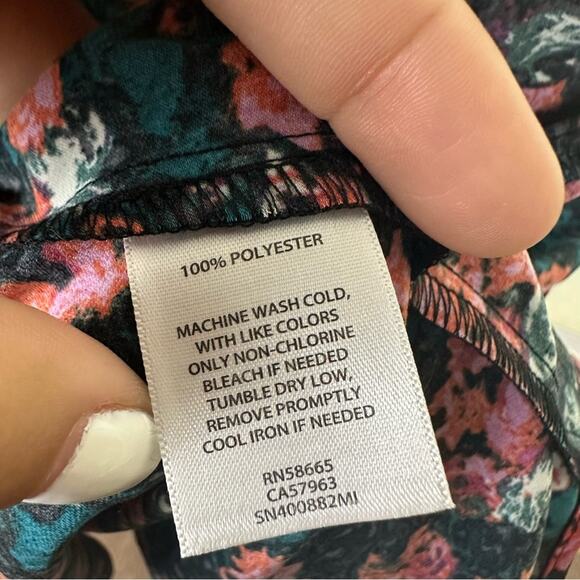 100% POLYESTER
MACHINE WASH COLD,
WITH LIKE COLORS
ONLY NON-CHLORINE
BLEACH IF NEEDED
TUMBLE DRY LOW,
REMOVE PROMPTLY
COOL IRON IF NEEDED
RN58665
CA57963
SN400882MI